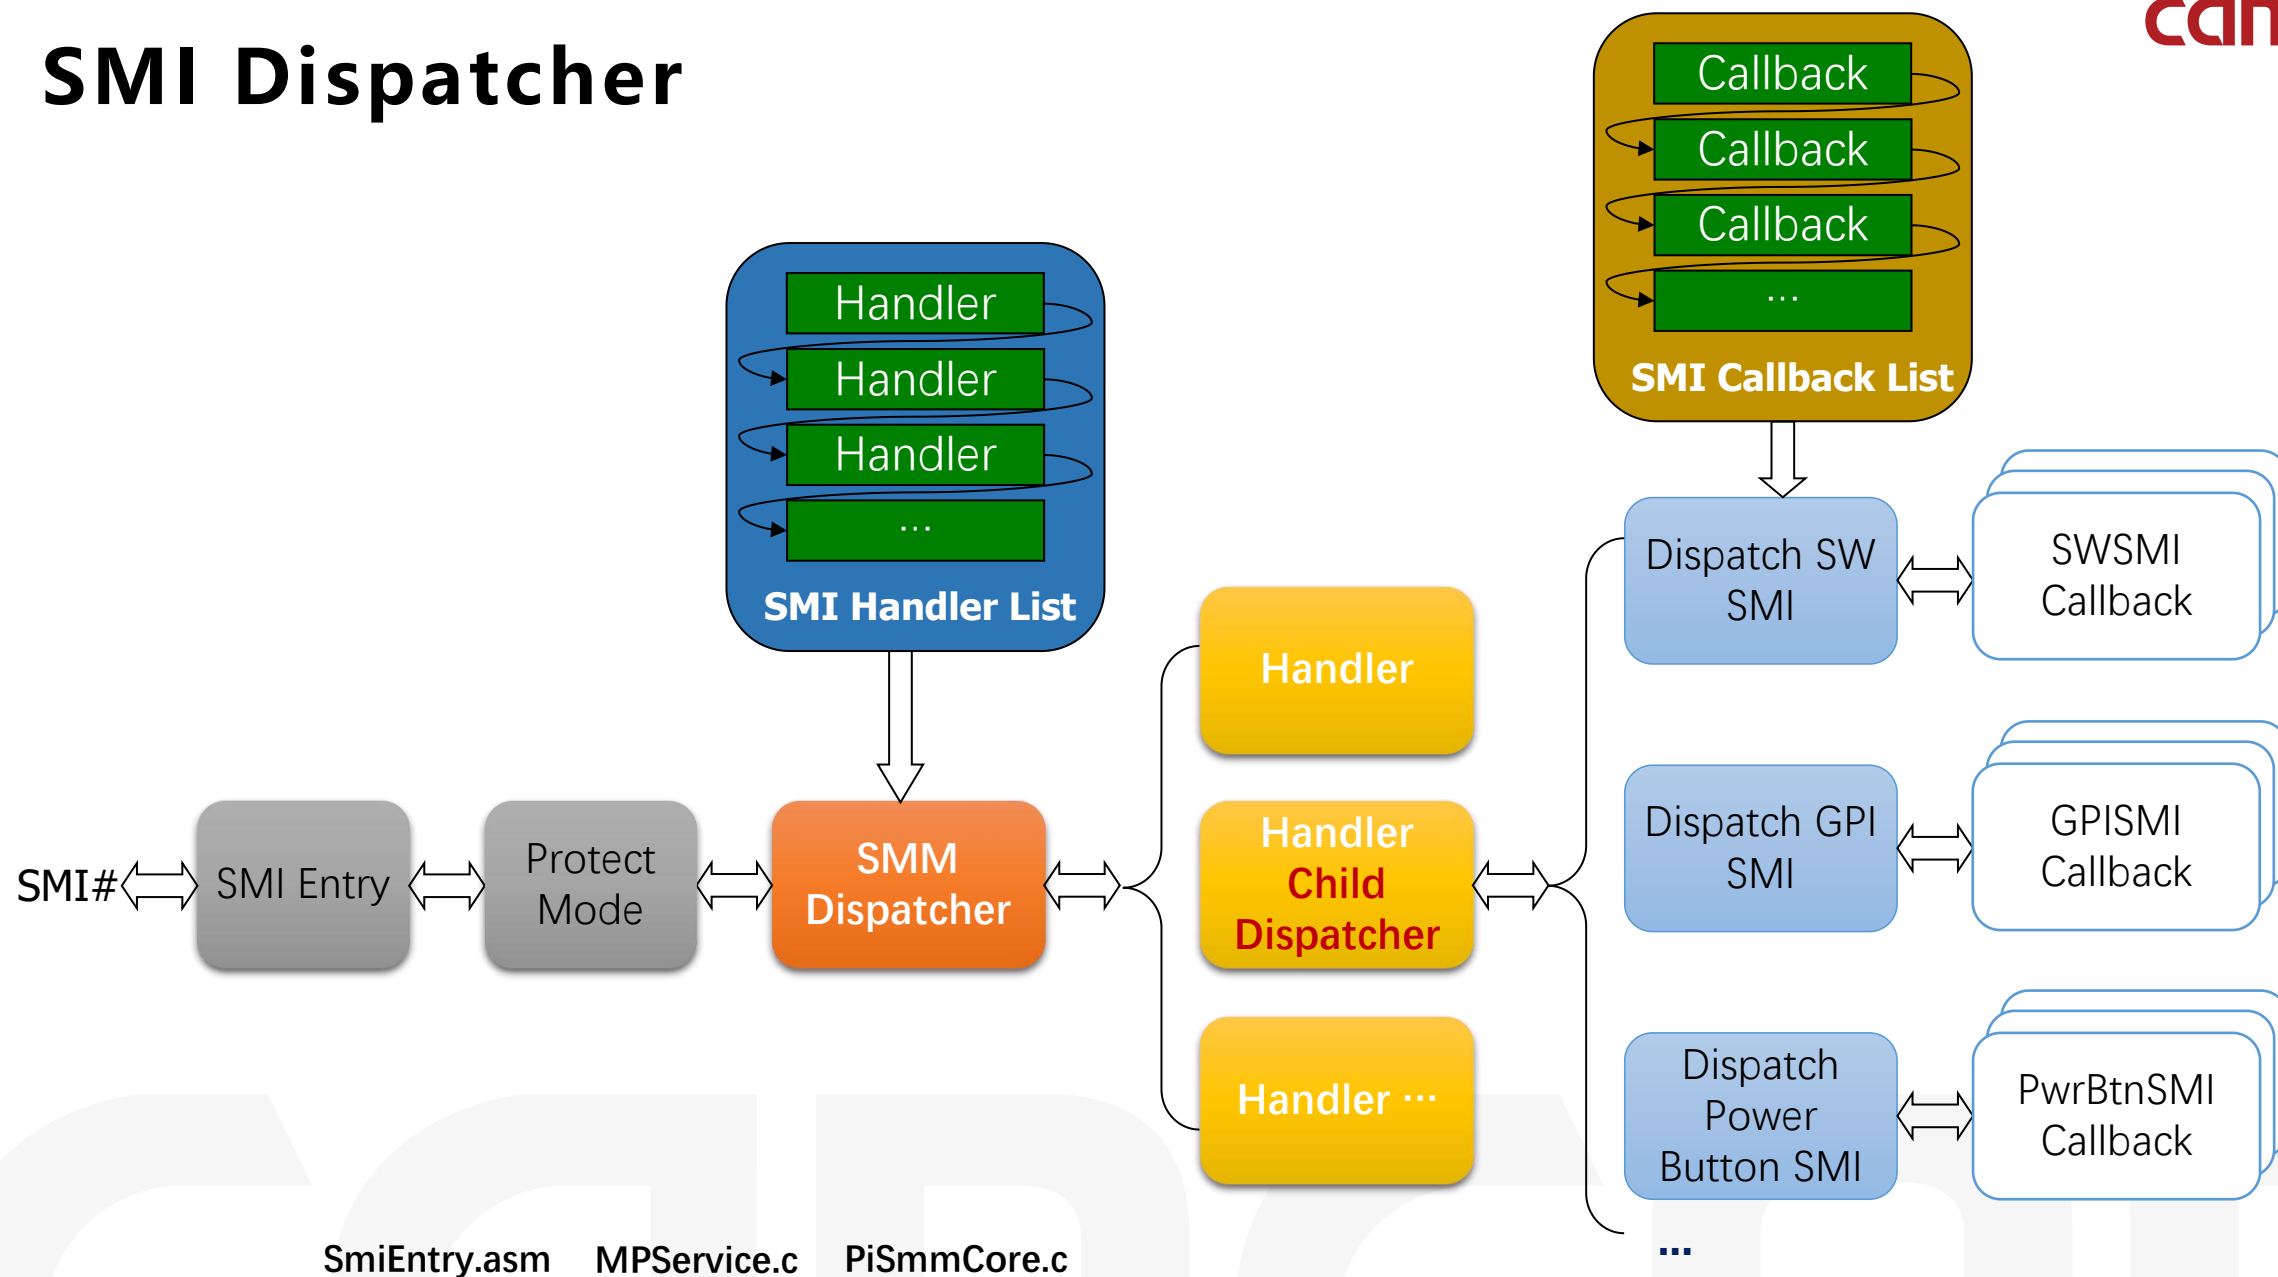 SMI Dispatcher
Callback
Callback
Callback
...
SMI Callback List
Handler
Handler
Handler
...
SMI Handler List
SMI#
SMI Entry
Protect
Mode
SMM
Dispatcher
Handler
Handler
Child
Dispatcher
Handler ...
Dispatch SW
SMI
SWSMI
Callback
Dispatch GPI
SMI
GPISMI
Callback
Dispatch
Power
Button SMI
PwrBtnSMI
Callback
...
SmiEntry.asm
MPService.c
PiSmmCore.c